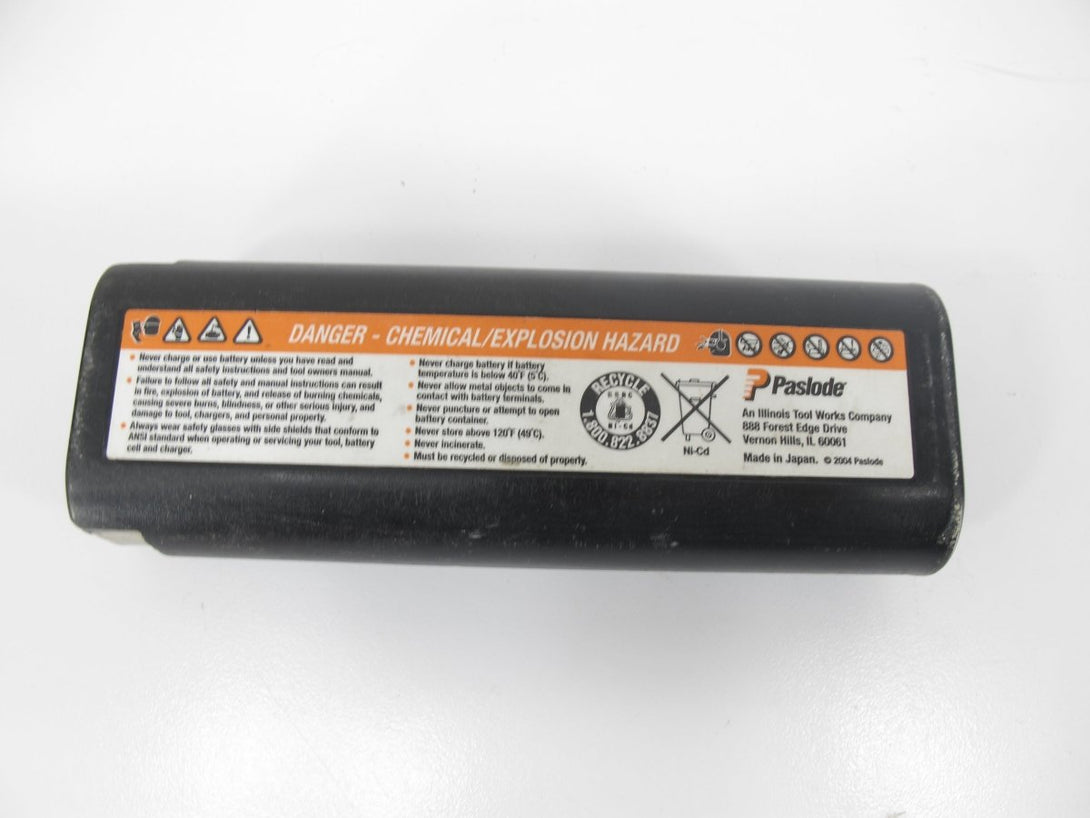 DANGER - CHEMICAL/EXPLOSION HAZARD
• Never charge or use battery unless you have read and
understand all safety instructions and tool owners manual.
• Failure to follow all safety and manual instructions can result
in fire, explosion of battery, and release of burning chemicals,
causing severe burns, blindness, or other serious injury, and
damage to tool, chargers, and personal property.
• Always wear safety glasses with side shields that conform to
ANSI standard when operating or servicing your tool, battery
cell and charger.
• Never charge battery if battery
temperature is below 40°F (5°C).
• Never allow metal objects to come in
contact with battery terminals.
• Never puncture or attempt to open
battery container.
• Never store above 120°F (49°C).
• Never incinerate.
• Must be recycled or disposed of properly.
RECYCLE
RBRC
Ni-Cd
1.800.822.8837
Ni-Cd
Paslode
An Illinois Tool Works Company
888 Forest Edge Drive
Vernon Hills, IL 60061
Made in Japan. © 2004 Paslode